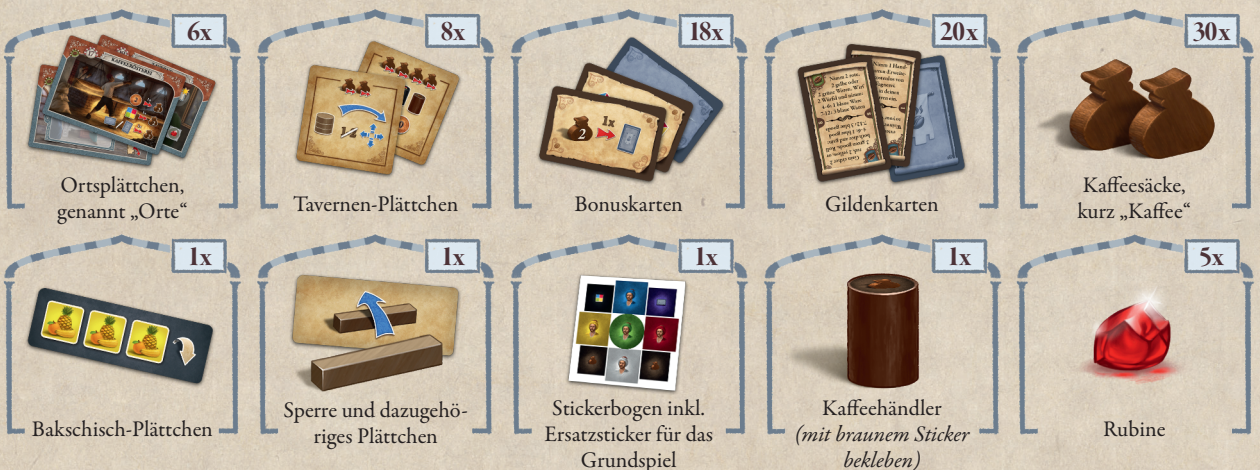 6x
Ortsplättchen,
genannt „Orte“
8x
Tavernen-Plättchen
18x
2
1x
Bonuskarten
20x
Gildenkarten
30x
Kaffeesäcke,
kurz „Kaffee“
1x
Bakschisch-Plättchen
1x
Sperre und dazugehö-
riges Plättchen
1x
Stickerbogen inkl.
Ersatzsticker für das
Grundspiel
1x
Kaffeehändler
(mit braunem Sticker
bekleben)
5x
Rubine